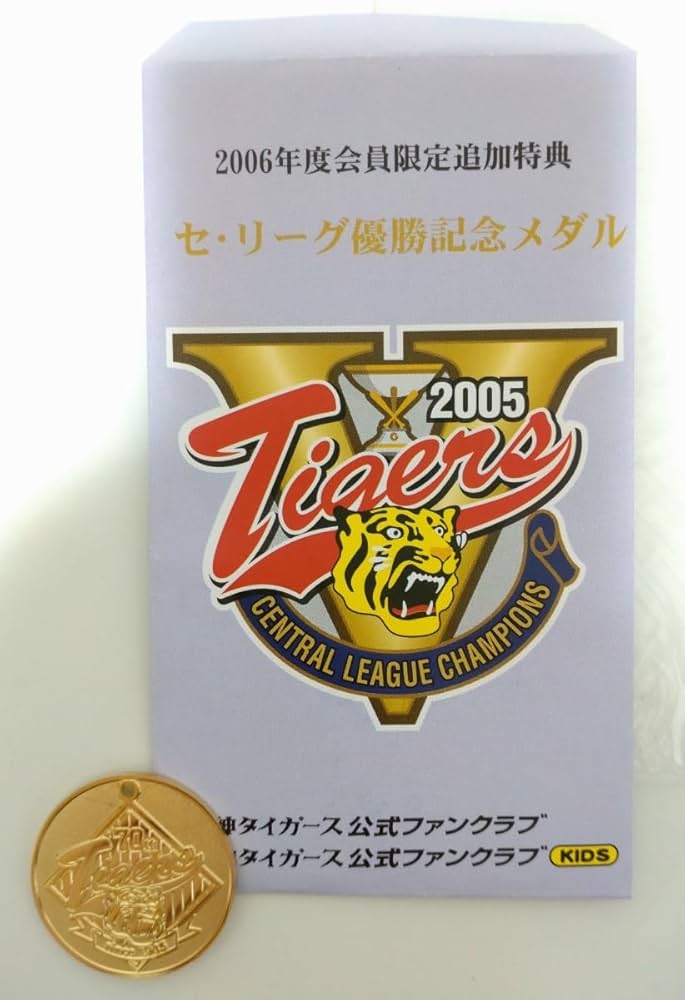 2006年度会員限定追加特典
セ・リーグ優勝記念メダル
2005
Tigers
CENTRAL LEAGUE CHAMPIONS
神タイガース 公式ファンクラブ
タイガース 公式ファンクラブ KIDS
70th
Tigers